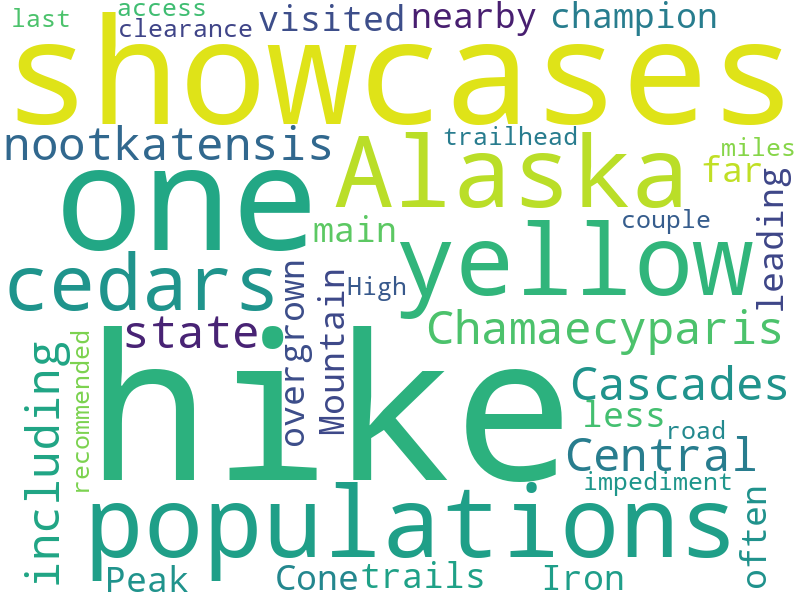 last
access
clearance
visited
nearby
champion
showcases
nootkatensis
Alaska
trailhead
miles
far
one
main
couple
leading
cedars
yellow
High
overgrown
Mountain
state
Chamaecyparis
including
recommended
hike
Cascades
less
road
Central
impediment
populations
often
Peak
Cone
trails
Iron